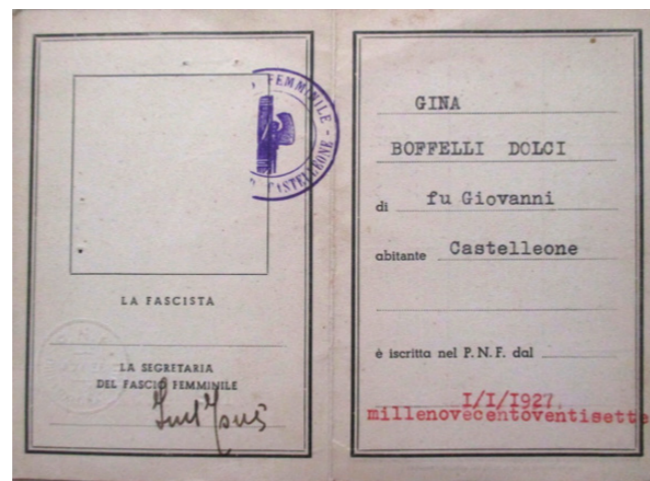 FEMMINILE -
CASTELLEONE
LA FASCISTA
LA SEGRETARIA
DEL FASCIO FEMMINILE
GINA
BOFFELLI DOLCI
di fu Giovanni
abitante Castelleone
è iscritta nel P.N.F. dal
I/I/I927
millenovecentoventisette